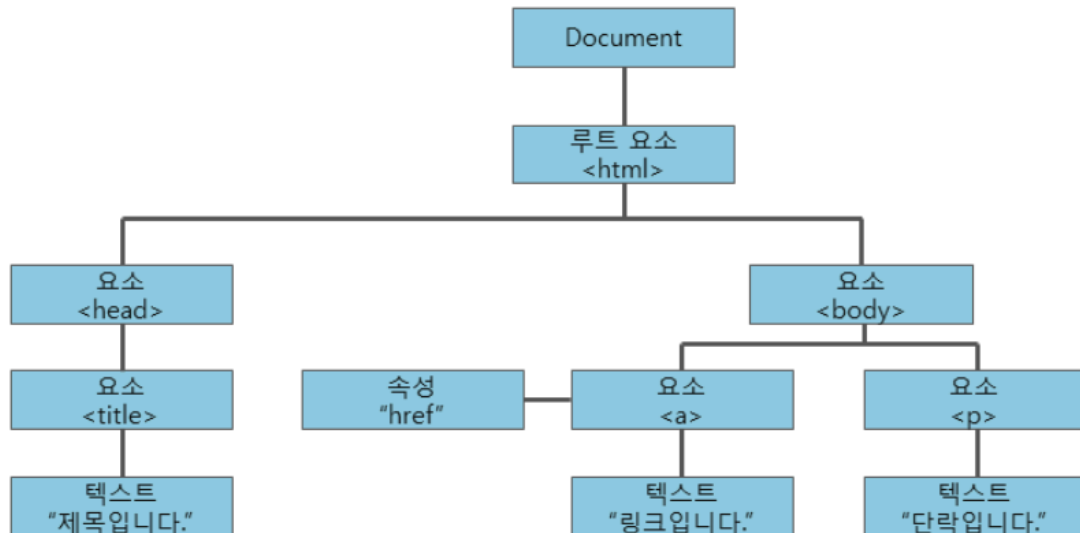 Document
루트 요소
<html>
요소
<head>
요소
<body>
요소
<title>
속성
“href”
요소
<a>
요소
<p>
텍스트
“제목입니다.”
텍스트
“링크입니다.”
텍스트
“단락입니다.”